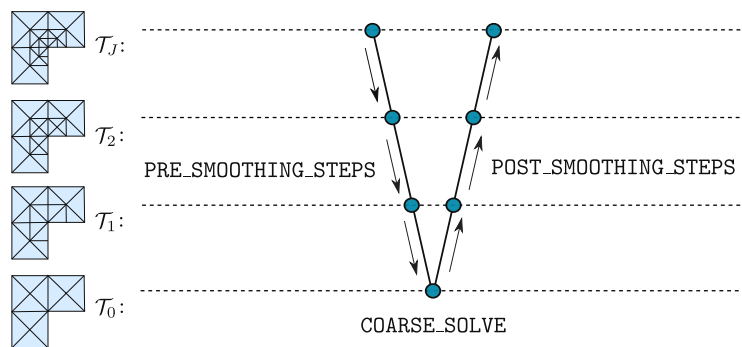 𝒯_J:
𝒯_2:
PRE_SMOOTHING_STEPS
POST_SMOOTHING_STEPS
𝒯_1:
𝒯_0:
COARSE_SOLVE